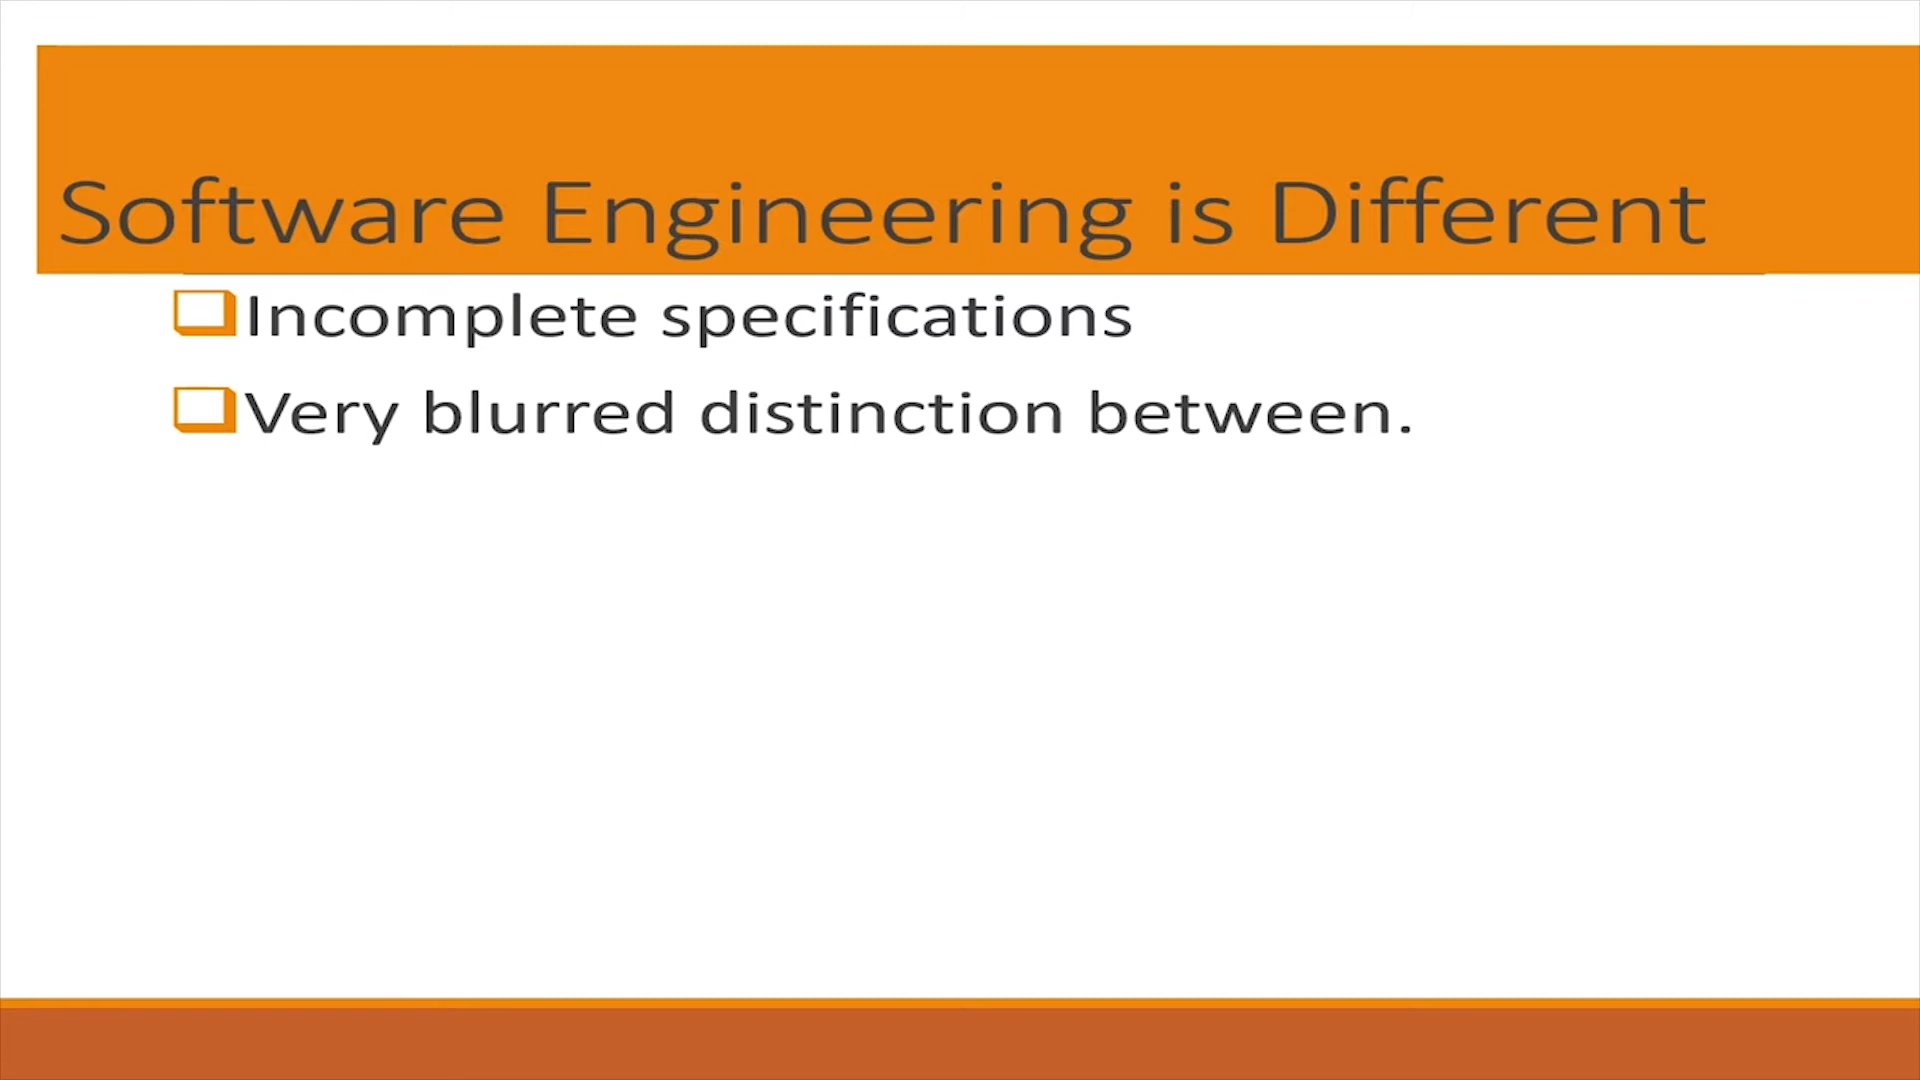 Software Engineering is Different
Incomplete specifications
Very blurred distinction between.